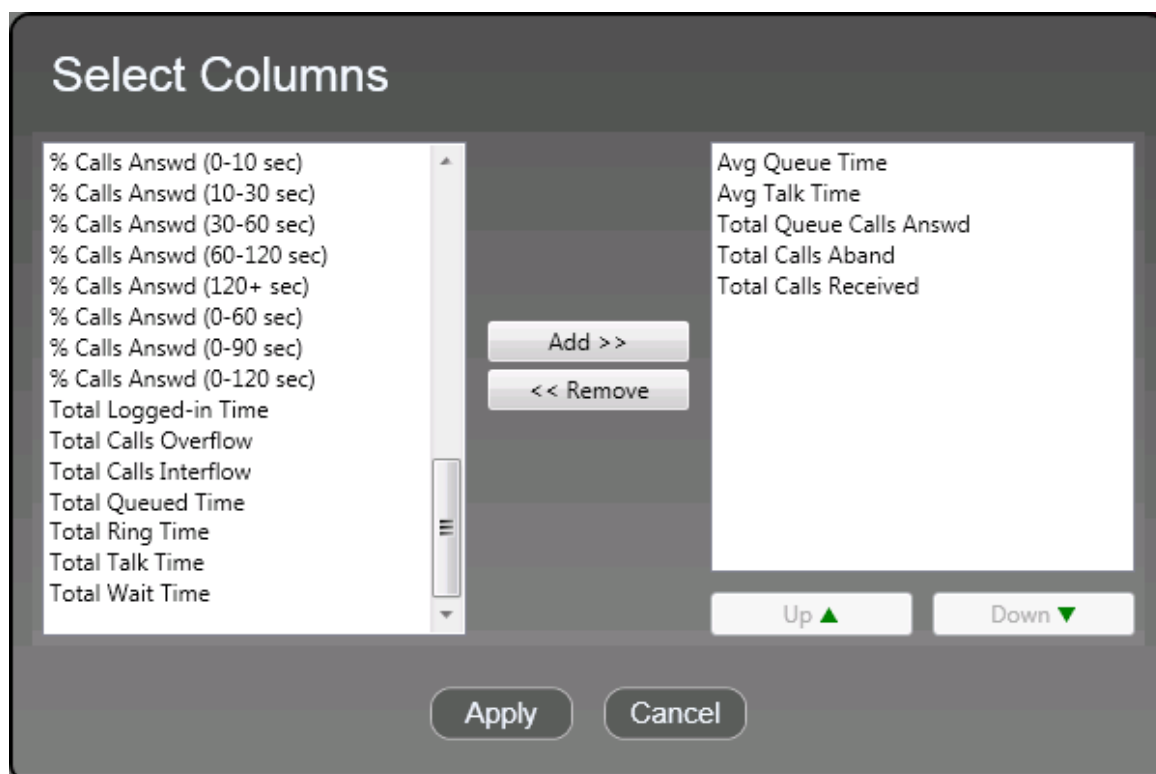 Select Columns
% Calls Answd (0-10 sec)
% Calls Answd (10-30 sec)
% Calls Answd (30-60 sec)
% Calls Answd (60-120 sec)
% Calls Answd (120+ sec)
% Calls Answd (0-60 sec)
% Calls Answd (0-90 sec)
% Calls Answd (0-120 sec)
Total Logged-in Time
Total Calls Overflow
Total Calls Interflow
Total Queued Time
Total Ring Time
Total Talk Time
Total Wait Time
Add >>
<< Remove
Avg Queue Time
Avg Talk Time
Total Queue Calls Answd
Total Calls Aband
Total Calls Received
Up ▲
Down ▼
Apply
Cancel